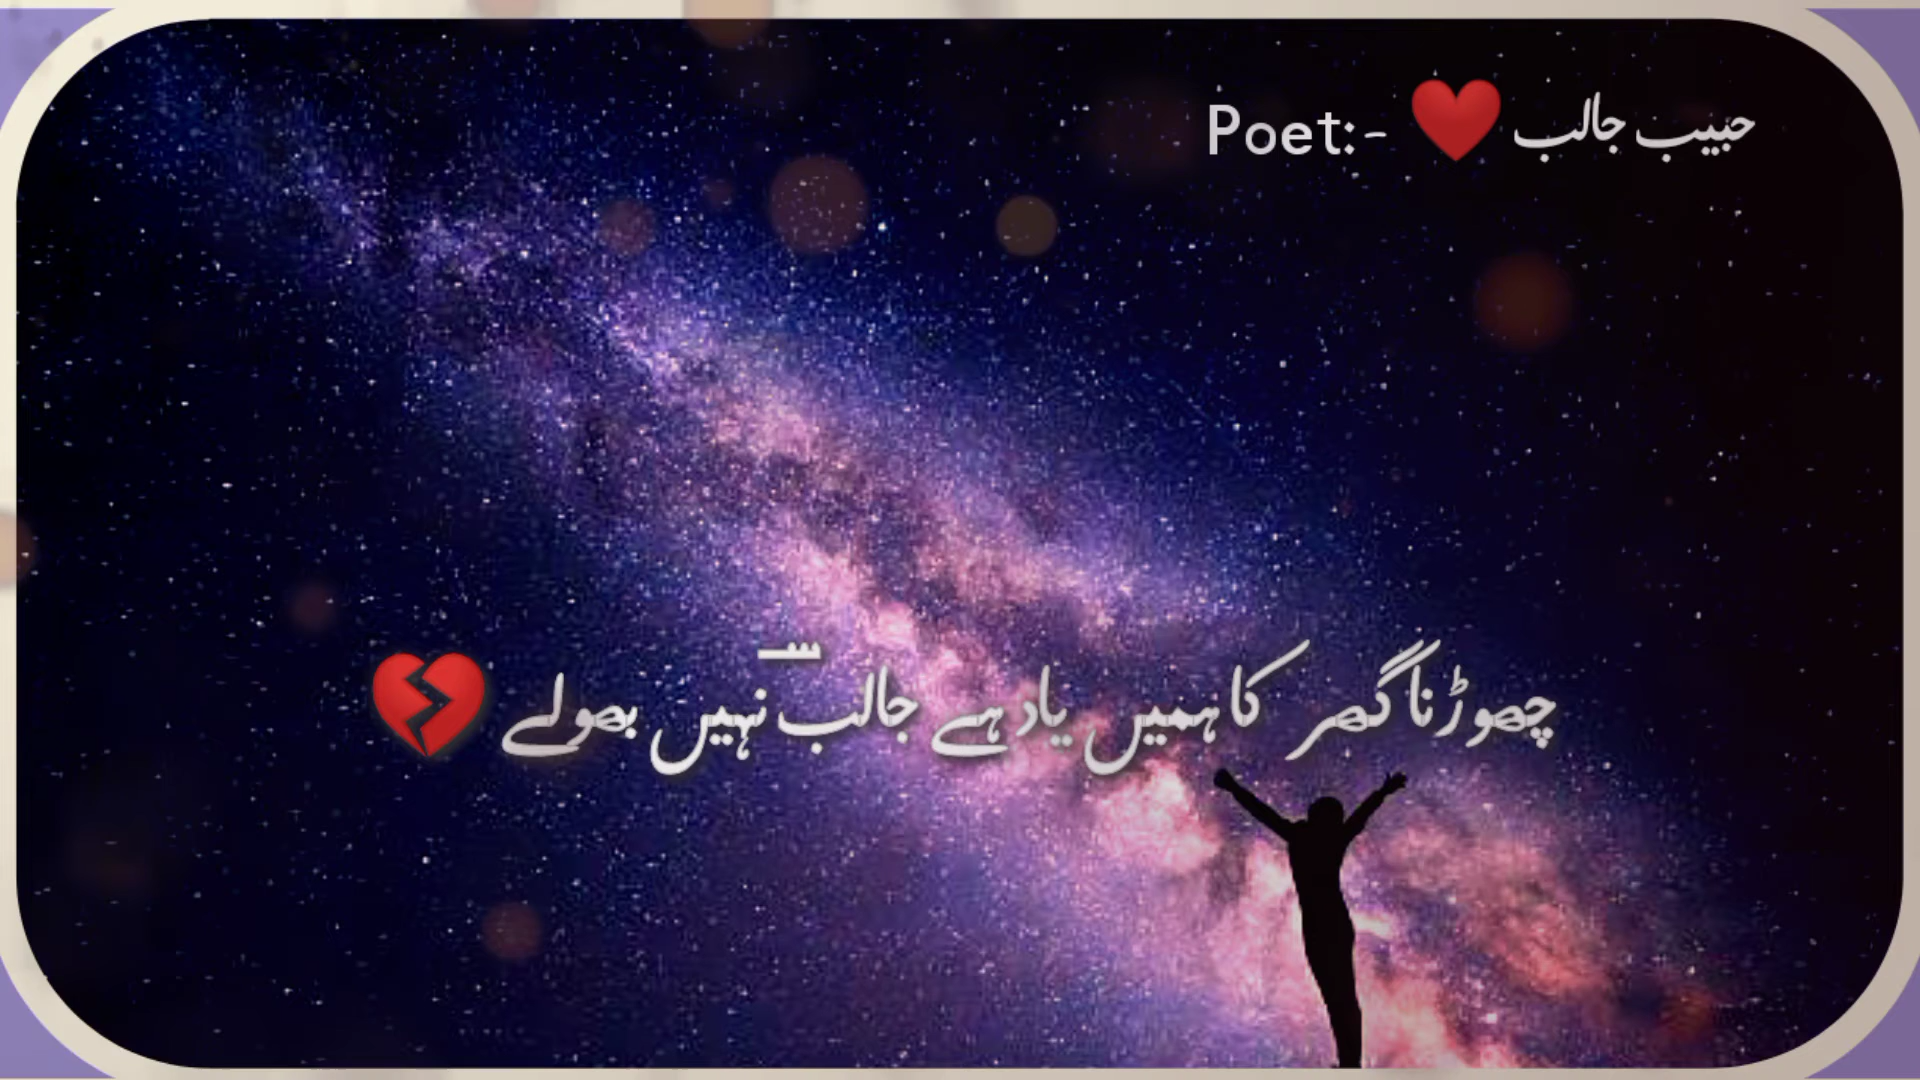 Poet:- ❤️ حبیب جالب
چھوڑنا گھر کا ہمیں یاد ہے جالبؔ نہیں بھولے 💔